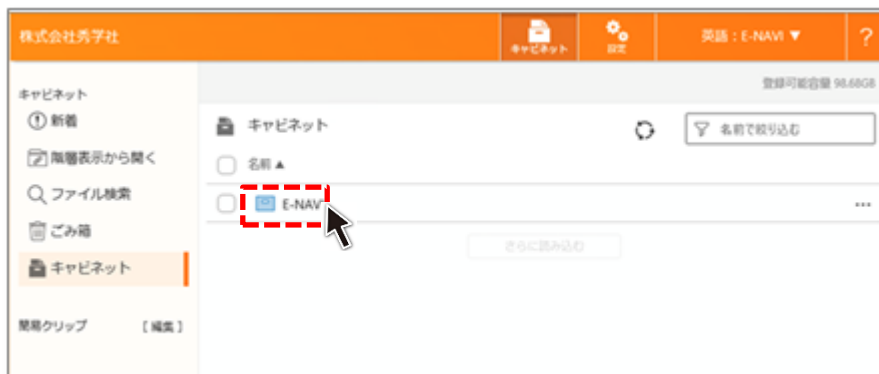 株式会社秀学社
キャビネット
設定
英語：E-NAVI ▼
?
登録可能容量 98.68GB
キャビネット
新着
階層表示から開く
ファイル検索
ごみ箱
キャビネット
簡易クリップ [ 編集 ]
キャビネット
名前で絞り込む
名前 ▲
E-NAV
...
さらに読み込む